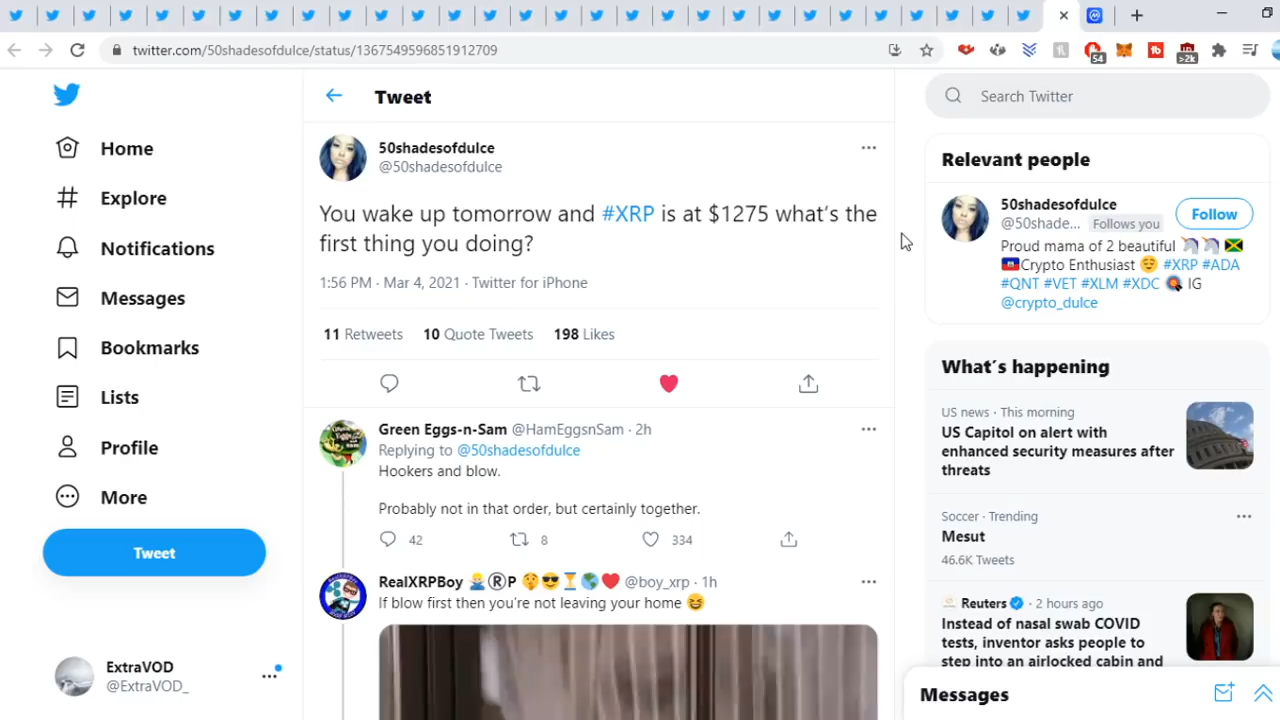 twitter.com/50shadesofdulce/status/1367549596851912709
54
>2k
Home
Explore
Notifications
Messages
Bookmarks
Lists
Profile
More
Tweet
ExtraVOD
@ExtraVOD_
Tweet
50shadesofdulce
@50shadesofdulce
You wake up tomorrow and #XRP is at $1275 what's the
first thing you doing?
1:56 PM · Mar 4, 2021 · Twitter for iPhone
11 Retweets 10 Quote Tweets 198 Likes
Green Eggs-n-Sam @HamEggsnSam · 2h
Replying to @50shadesofdulce
Hookers and blow.
Probably not in that order, but certainly together.
42 8 334
RealXRPBoy ®P @boy_xrp · 1h
If blow first then you're not leaving your home
Search Twitter
Relevant people
50shadesofdulce
@50shade... Follows you
Follow
Proud mama of 2 beautiful
Crypto Enthusiast #XRP #ADA
#QNT #VET #XLM #XDC IG
@crypto_dulce
What's happening
US news · This morning
US Capitol on alert with
enhanced security measures after
threats
Soccer · Trending
Mesut
46.6K Tweets
Reuters · 2 hours ago
Instead of nasal swab COVID
tests, inventor asks people to
step into an airlocked cabin and
Messages